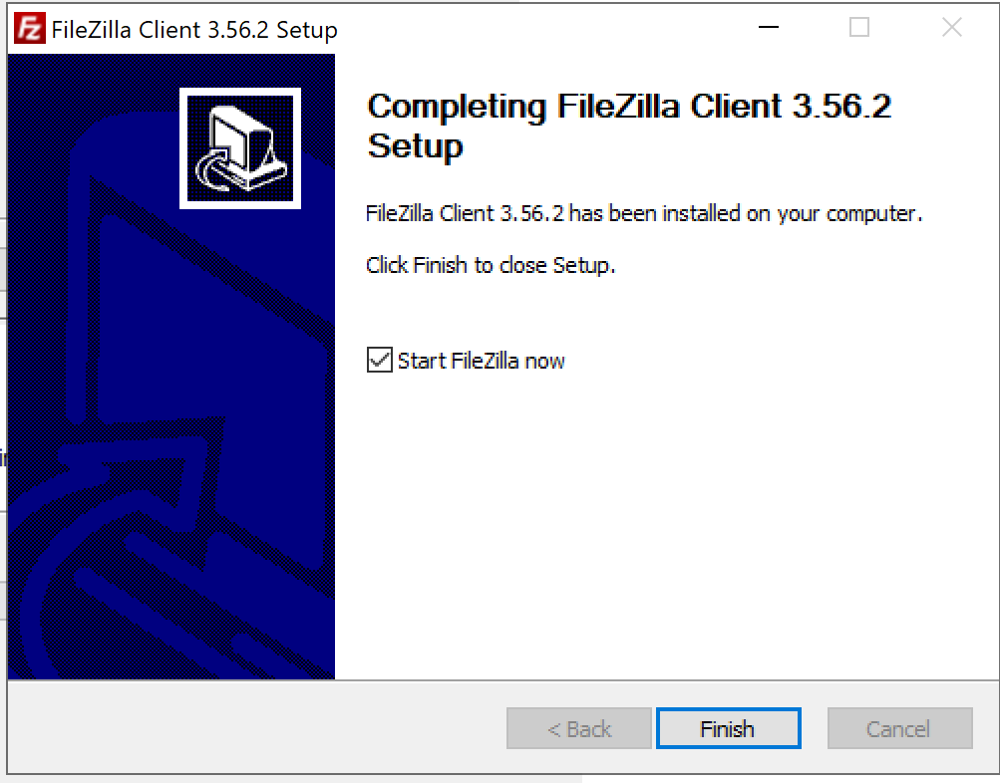 FileZilla Client 3.56.2 Setup
Completing FileZilla Client 3.56.2
Setup
FileZilla Client 3.56.2 has been installed on your computer.
Click Finish to close Setup.
Start FileZilla now
< Back
Finish
Cancel